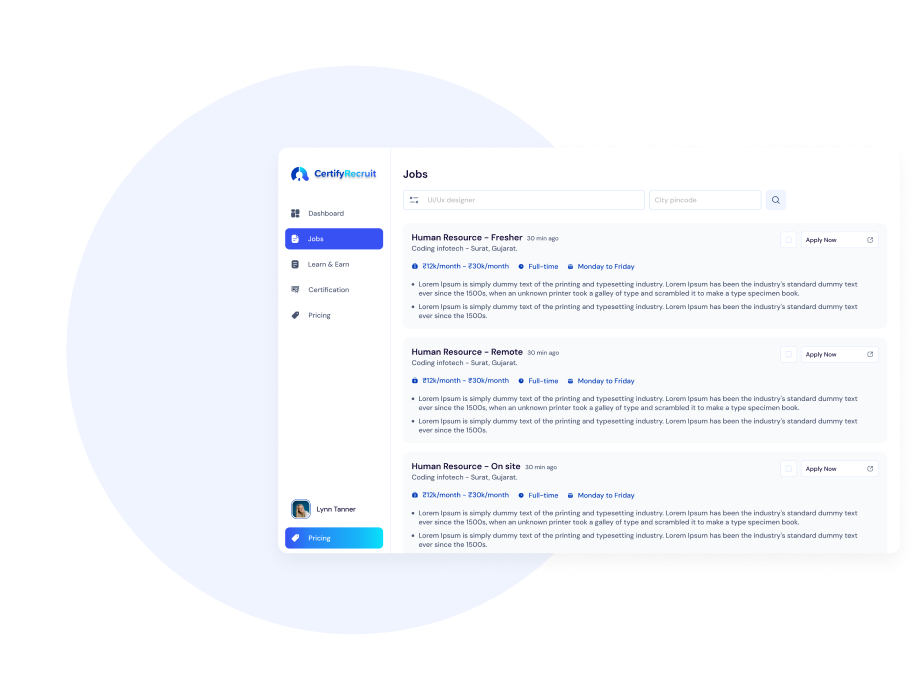 CertifyRecruit
Dashboard
Jobs
Learn & Earn
Certification
Pricing
Lynn Tanner
Pricing
Jobs
Ui/Ux designer
City pincode
Human Resource - Fresher 30 min ago
Apply Now
Coding infotech - Surat, Gujarat.
₹12k/month - ₹30k/month Full-time Monday to Friday
• Lorem Ipsum is simply dummy text of the printing and typesetting industry. Lorem Ipsum has been the industry's standard dummy text
ever since the 1500s, when an unknown printer took a galley of type and scrambled it to make a type specimen book.
• Lorem Ipsum is simply dummy text of the printing and typesetting industry. Lorem Ipsum has been the industry's standard dummy text
ever since the 1500s.
Human Resource - Remote 30 min ago
Apply Now
Coding infotech - Surat, Gujarat.
₹12k/month - ₹30k/month Full-time Monday to Friday
• Lorem Ipsum is simply dummy text of the printing and typesetting industry. Lorem Ipsum has been the industry's standard dummy text
ever since the 1500s, when an unknown printer took a galley of type and scrambled it to make a type specimen book.
• Lorem Ipsum is simply dummy text of the printing and typesetting industry. Lorem Ipsum has been the industry's standard dummy text
ever since the 1500s.
Human Resource - On site 30 min ago
Apply Now
Coding infotech - Surat, Gujarat.
₹12k/month - ₹30k/month Full-time Monday to Friday
• Lorem Ipsum is simply dummy text of the printing and typesetting industry. Lorem Ipsum has been the industry's standard dummy text
ever since the 1500s, when an unknown printer took a galley of type and scrambled it to make a type specimen book.
• Lorem Ipsum is simply dummy text of the printing and typesetting industry. Lorem Ipsum has been the industry's standard dummy text
ever since the 1500s.